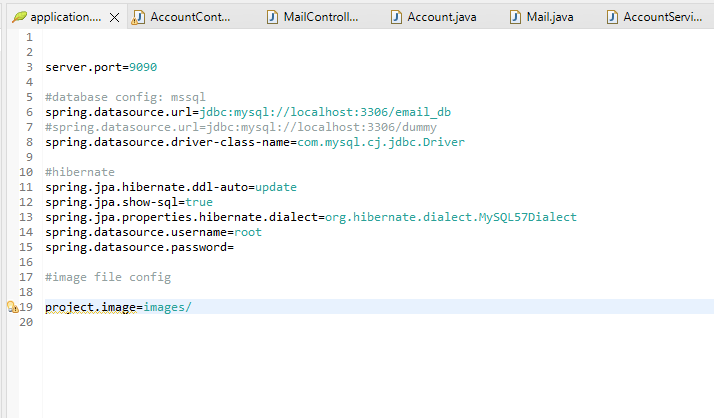 application.... AccountCont... MailControll... Account.java Mail.java AccountServi...
1
2
3 server.port=9090
4
5 #database config: mssql
6 spring.datasource.url=jdbc:mysql://localhost:3306/email_db
7 #spring.datasource.url=jdbc:mysql://localhost:3306/dummy
8 spring.datasource.driver-class-name=com.mysql.cj.jdbc.Driver
9
10 #hibernate
11 spring.jpa.hibernate.ddl-auto=update
12 spring.jpa.show-sql=true
13 spring.jpa.properties.hibernate.dialect=org.hibernate.dialect.MySQL57Dialect
14 spring.datasource.username=root
15 spring.datasource.password=
16
17 #image file config
18
19 project.image=images/
20